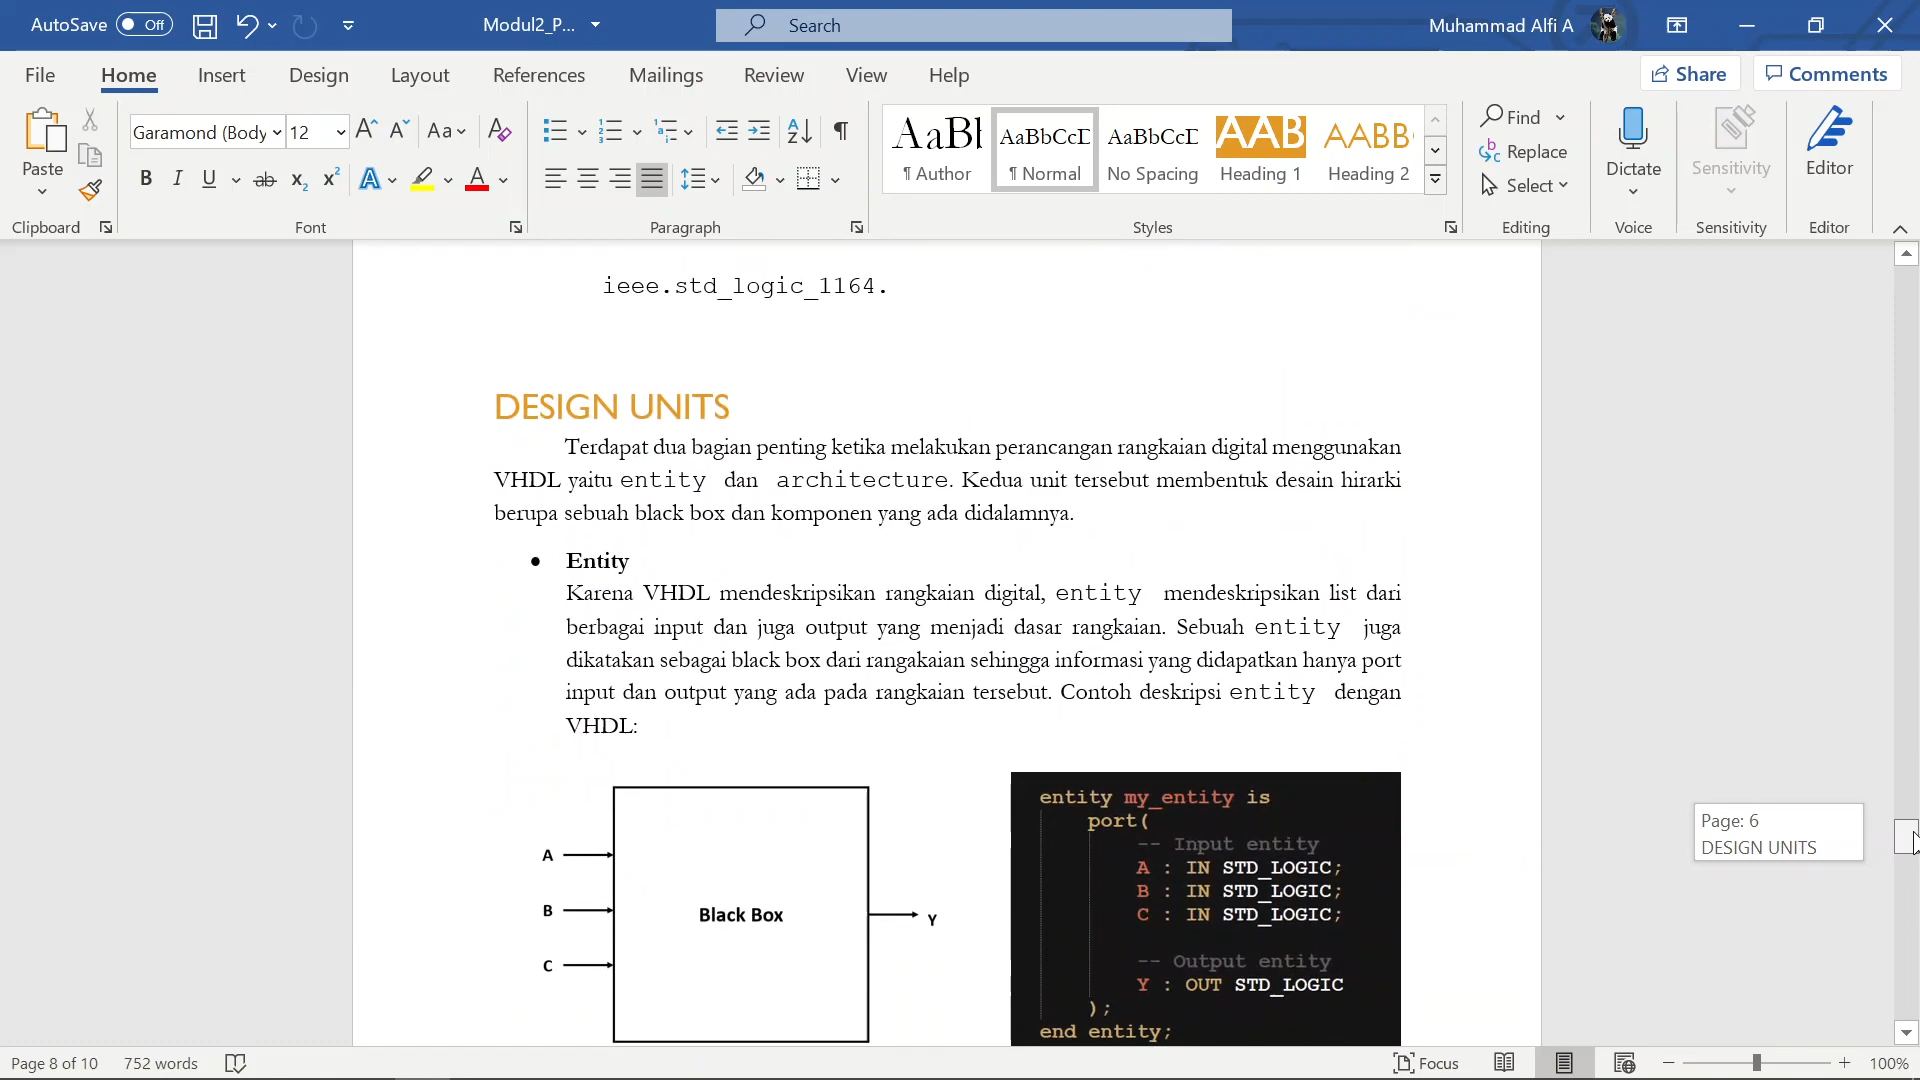 AutoSave Off Modul2_P... Search Muhammad Alfi A
File Home Insert Design Layout References Mailings Review View Help Share Comments
Paste
Clipboard
Garamond (Body 12 A A Aa A
B I U ab x2 x2 A A
Font
Paragraph
AaBl AaBbCcD AaBbCcD AAB AABB
¶ Author ¶ Normal No Spacing Heading 1 Heading 2
Styles
Find
Replace
Select
Editing
Dictate
Voice
Sensitivity
Sensitivity
Editor
Editor
ieee.std_logic_1164.
DESIGN UNITS
Terdapat dua bagian penting ketika melakukan perancangan rangkaian digital menggunakan
VHDL yaitu entity dan architecture. Kedua unit tersebut membentuk desain hirarki
berupa sebuah black box dan komponen yang ada didalamnya.
• Entity
Karena VHDL mendeskripsikan rangkaian digital, entity mendeskripsikan list dari
berbagai input dan juga output yang menjadi dasar rangkaian. Sebuah entity juga
dikatakan sebagai black box dari rangakaian sehingga informasi yang didapatkan hanya port
input dan output yang ada pada rangkaian tersebut. Contoh deskripsi entity dengan
VHDL:
A
B
C
Black Box
Y
entity my_entity is
port(
-- Input entity
A : IN STD_LOGIC;
B : IN STD_LOGIC;
C : IN STD_LOGIC;
-- Output entity
Y : OUT STD_LOGIC
);
end entity;
Page: 6
DESIGN UNITS
Page 8 of 10 752 words Focus 100%